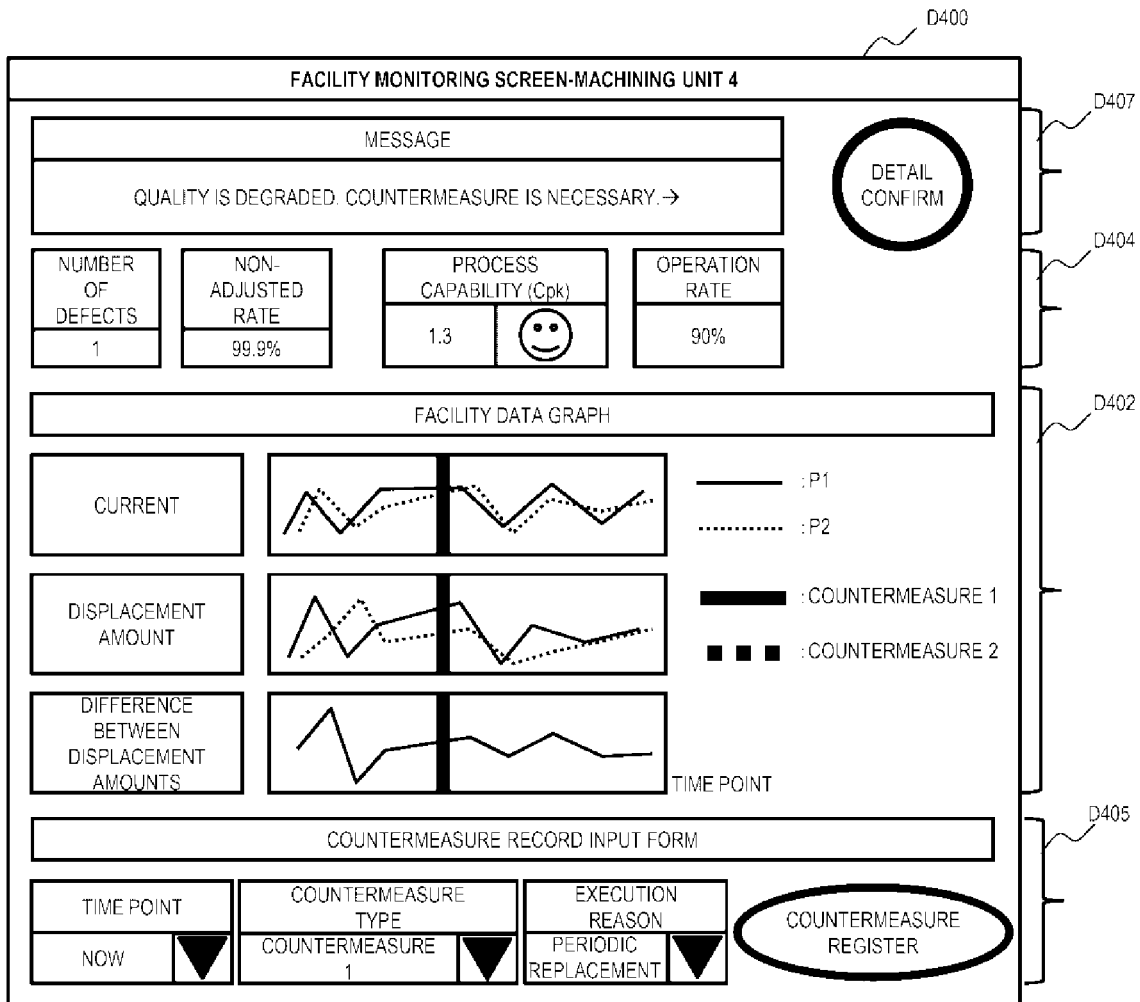 D400
FACILITY MONITORING SCREEN-MACHINING UNIT 4
D407
MESSAGE
QUALITY IS DEGRADED. COUNTERMEASURE IS NECESSARY.→
DETAIL
CONFIRM
D404
NUMBER
OF
DEFECTS
1
NON-
ADJUSTED
RATE
99.9%
PROCESS
CAPABILITY (Cpk)
1.3
OPERATION
RATE
90%
D402
FACILITY DATA GRAPH
CURRENT
: P1
: P2
DISPLACEMENT
AMOUNT
: COUNTERMEASURE 1
: COUNTERMEASURE 2
DIFFERENCE
BETWEEN
DISPLACEMENT
AMOUNTS
TIME POINT
D405
COUNTERMEASURE RECORD INPUT FORM
TIME POINT
NOW
COUNTERMEASURE
TYPE
COUNTERMEASURE
1
EXECUTION
REASON
PERIODIC
REPLACEMENT
COUNTERMEASURE
REGISTER